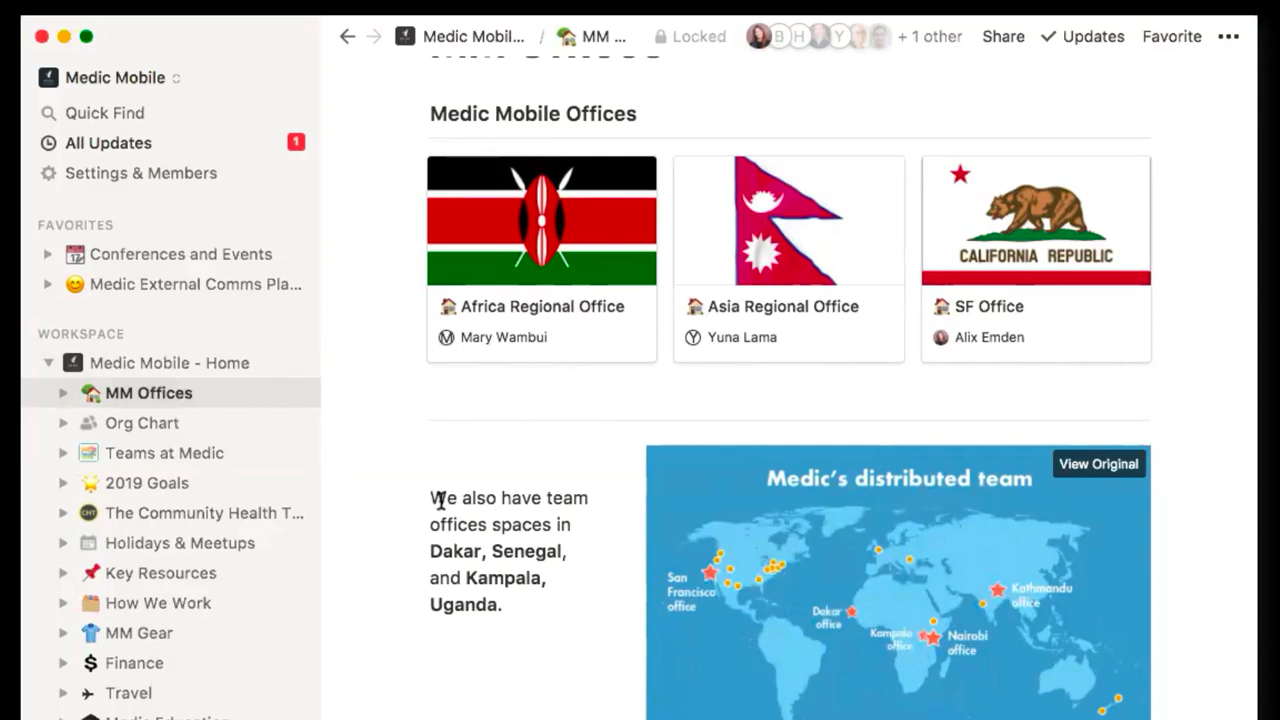 Medic Mobil... / MM ... Locked B H Y + 1 other Share Updates Favorite •••
Medic Mobile
Quick Find
All Updates 1
Settings & Members
FAVORITES
Conferences and Events
Medic External Comms Pla...
WORKSPACE
Medic Mobile - Home
MM Offices
Org Chart
Teams at Medic
2019 Goals
The Community Health T...
Holidays & Meetups
Key Resources
How We Work
MM Gear
Finance
Travel
Medic Mobile Offices
CALIFORNIA REPUBLIC
Africa Regional Office
M Mary Wambui
Asia Regional Office
Y Yuna Lama
SF Office
Alix Emden
We also have team
offices spaces in
Dakar, Senegal,
and Kampala,
Uganda.
View Original
Medic's distributed team
San
Francisco
office
Dakar
office
Kampala
office
Nairobi
office
Kathmandu
office